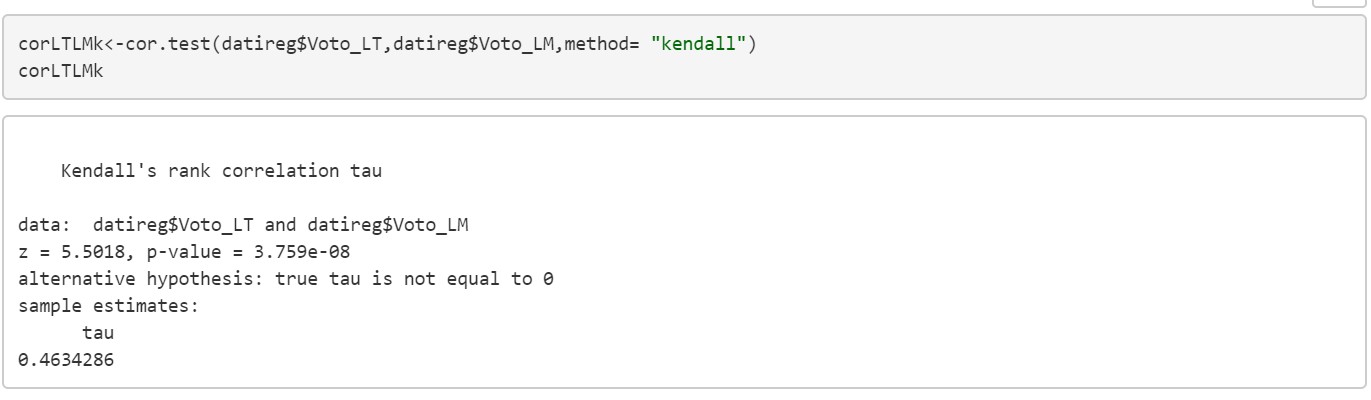 corLTLMk<-cor.test(datireg$Voto_LT,datireg$Voto_LM,method= "kendall")
corLTLMk
Kendall's rank correlation tau
data:  datireg$Voto_LT and datireg$Voto_LM
z = 5.5018, p-value = 3.759e-08
alternative hypothesis: true tau is not equal to 0
sample estimates:
tau
0.4634286